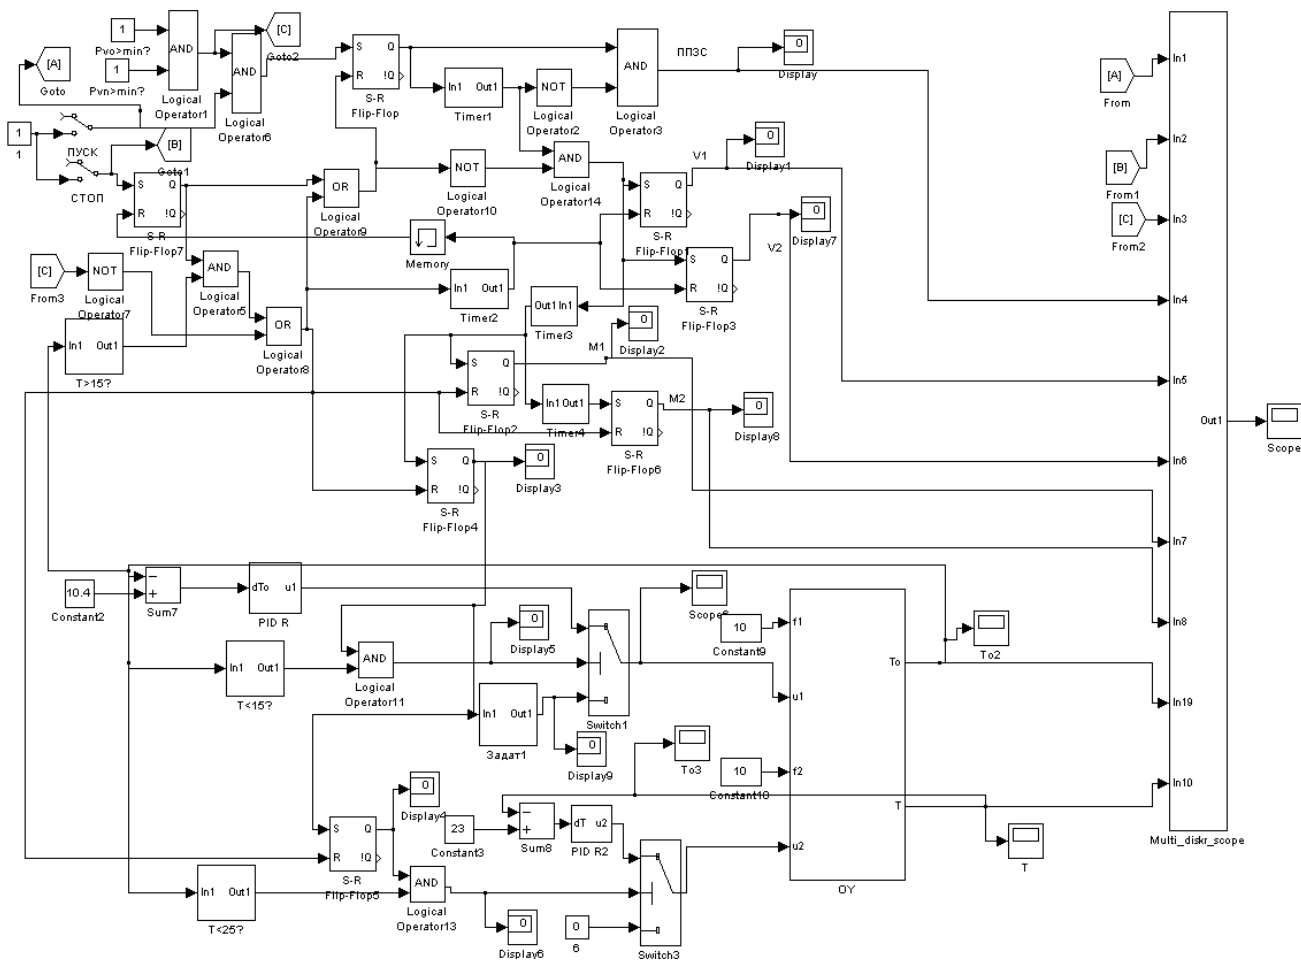 1
Pvo>min?
1
Pvn>min?
AND
Logical
Operator1
[A]
Goto
[C]
Goto2
AND
Logical
Operator6
1
1
ПУСК
СТОП
[B]
Goto1
S Q
R !Q
S-R
Flip-Flop
In1 Out1
Timer1
NOT
Logical
Operator2
AND
Logical
Operator3
ППЗС
0
Display
S Q
R !Q
S-R
Flip-Flop7
OR
Logical
Operator9
NOT
Logical
Operator10
AND
Logical
Operator14
S Q
R !Q
S-R
Flip-Flop1
V1
0
Display1
0
Display7
V2
S Q
R !Q
S-R
Flip-Flop3
Memory
[C]
From3
NOT
Logical
Operator7
AND
Logical
Operator5
OR
Logical
Operator8
In1 Out1
Timer2
Out1 In1
Timer3
In1 Out1
T>15?
M1
0
Display2
S Q
R !Q
S-R
Flip-Flop2
In1 Out1
Timer4
S Q
R !Q
S-R
Flip-Flop6
M2
0
Display8
S Q
R !Q
S-R
Flip-Flop4
0
Display3
10.4
Constant2
Sum7
dTo u1
PID R
In1 Out1
T<15?
AND
Logical
Operator11
0
Display5
In1 Out1
Задат1
0
Display9
Switch1
Scope6
10
Constant9
10
Constant10
To3
f1
u1
f2
u2
To
T
OY
To2
T
S Q
R !Q
S-R
Flip-Flop5
0
Display4
23
Constant3
Sum8
dT u2
PID R2
In1 Out1
T<25?
AND
Logical
Operator13
0
Display6
0
6
Switch3
[A]
From
[B]
From1
[C]
From2
In1
In2
In3
In4
In5
In6
In7
In8
In19
In10
Out1
Multi_diskr_scope
Scope